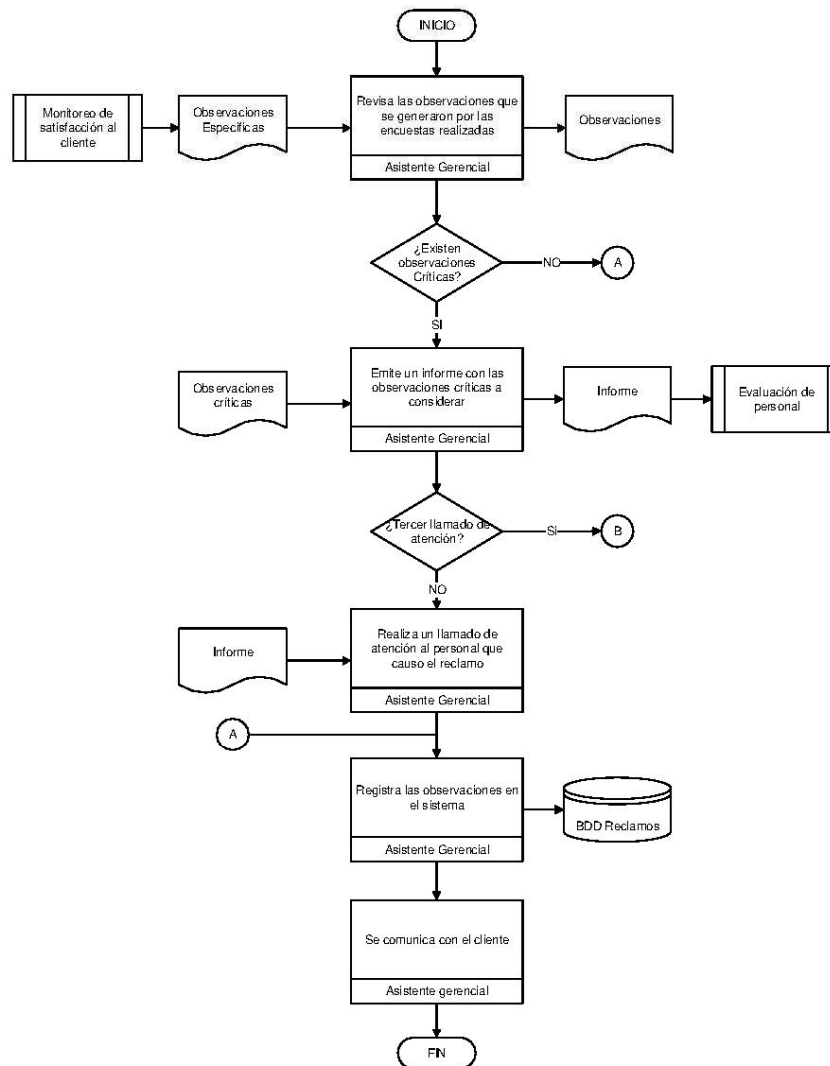 INICIO
Monitoreo de
satisfacción al
cliente
Observaciones
Especificas
Revisa las observaciones que
se generaron por las
encuestas realizadas
Asistente Gerencial
Observaciones
¿Existen
observaciones
Críticas?
NO
A
SI
Observaciones
críticas
Emite un informe con las
observaciones críticas a
considerar
Asistente Gerencial
Informe
Evaluación de
personal
¿Tercer llamado de
atención?
Si
B
NO
Informe
Realiza un llamado de
atención al personal que
causo el reclamo
Asistente Gerencial
A
Registra las observaciones en
el sistema
Asistente Gerencial
BDD Reclamos
Se comunica con el cliente
Asistente gerencial
FIN